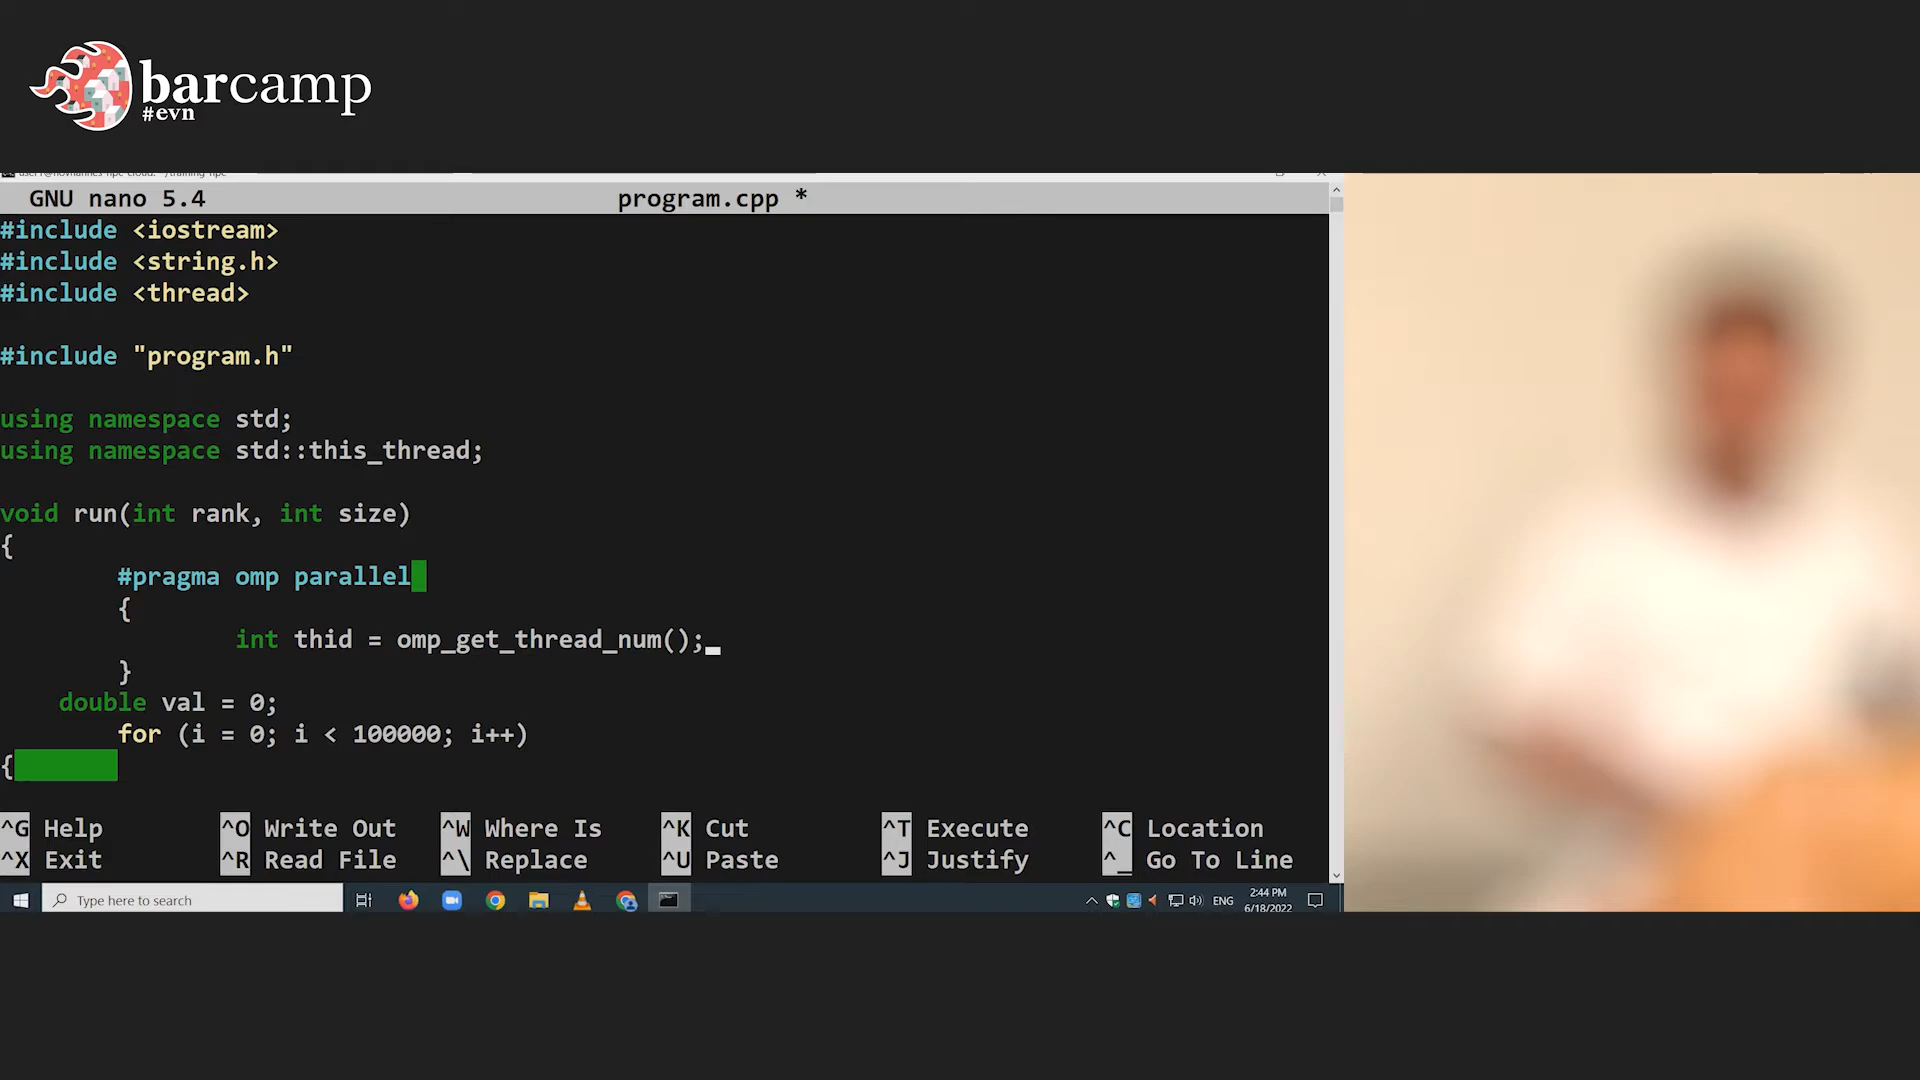 barcamp
#evn
GNU nano 5.4 program.cpp *
#include <iostream>
#include <string.h>
#include <thread>
#include "program.h"
using namespace std;
using namespace std::this_thread;
void run(int rank, int size)
{
#pragma omp parallel
{
int thid = omp_get_thread_num();
}
double val = 0;
for (i = 0; i < 100000; i++)
{
^G Help ^O Write Out ^W Where Is ^K Cut ^T Execute ^C Location
^X Exit ^R Read File ^\ Replace ^U Paste ^J Justify ^_ Go To Line
Type here to search ENG 2:44 PM
6/18/2022